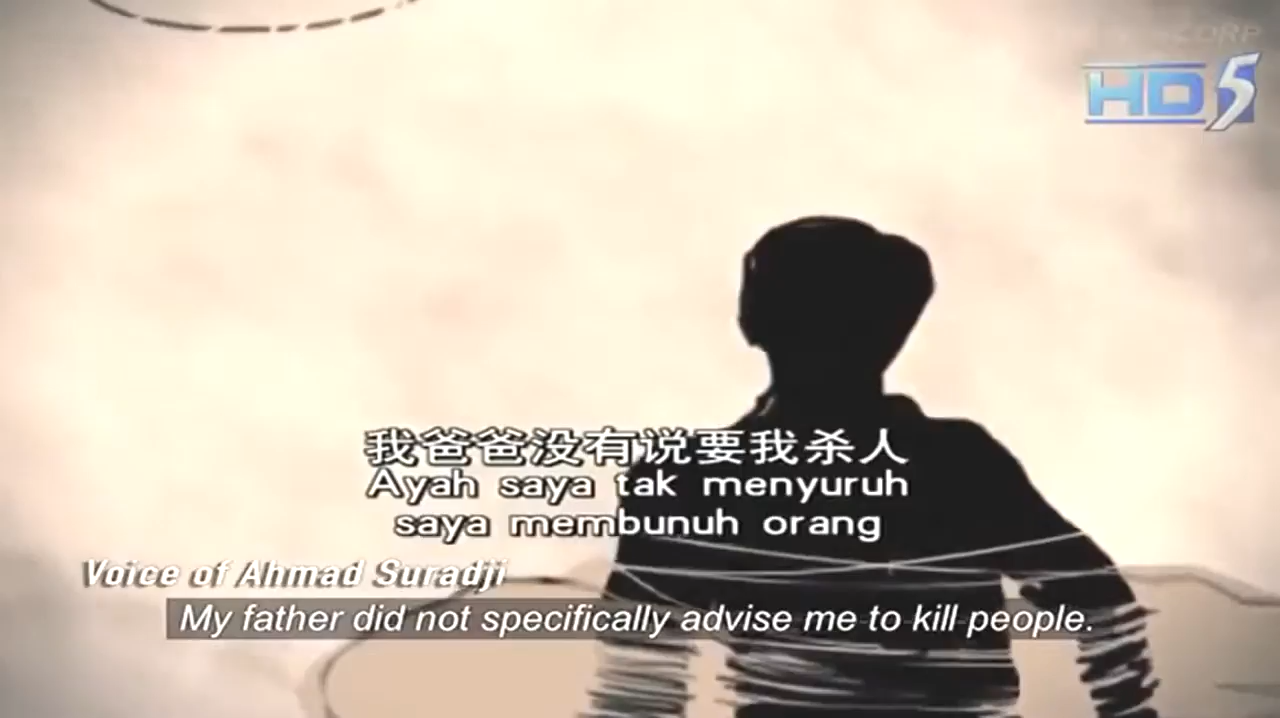 HD5
我爸爸没有说要我杀人
Ayah saya tak menyuruh
saya membunuh orang
Voice of Ahmad Suradji
My father did not specifically advise me to kill people.